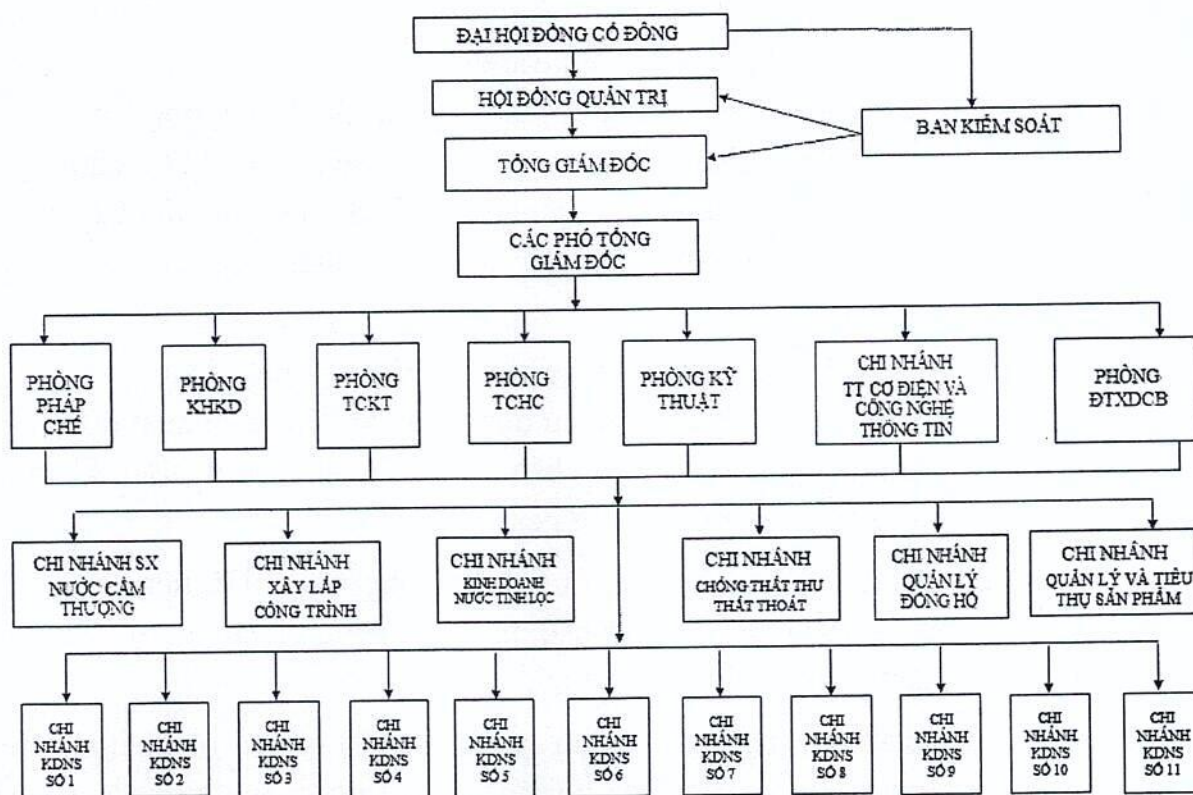 ĐẠI HỘI ĐỒNG CỔ ĐÔNG
HỘI ĐỒNG QUẢN TRỊ
BAN KIỂM SOÁT
TỔNG GIÁM ĐỐC
CÁC PHÓ TỔNG
GIÁM ĐỐC
PHÒNG
PHÁP
CHẾ
PHÒNG
KHKD
PHÒNG
TCKT
PHÒNG
TCHC
PHÒNG KỸ
THUẬT
CHI NHÁNH
TT CƠ ĐIỆN VÀ
CÔNG NGHỆ
THÔNG TIN
PHÒNG
ĐTXDCB
CHI NHÁNH SX
NƯỚC CẨM
THƯỢNG
CHI NHÁNH
XÂY LẮP
CÔNG TRÌNH
CHI NHÁNH
KINH DOANH
NƯỚC TINH LỌC
CHI NHÁNH
CHỐNG THẤT THU
THẤT THOÁT
CHI NHÁNH
QUẢN LÝ
ĐỒNG HỒ
CHI NHÁNH
QUẢN LÝ VÀ TIÊU
THỤ SẢN PHẨM
CHI
NHÁNH
KDNS
SỐ 1
CHI
NHÁNH
KDNS
SỐ 2
CHI
NHÁNH
KDNS
SỐ 3
CHI
NHÁNH
KDNS
SỐ 4
CHI
NHÁNH
KDNS
SỐ 5
CHI
NHÁNH
KDNS
SỐ 6
CHI
NHÁNH
KDNS
SỐ 7
CHI
NHÁNH
KDNS
SỐ 8
CHI
NHÁNH
KDNS
SỐ 9
CHI
NHÁNH
KDNS
SỐ 10
CHI
NHÁNH
KDNS
SỐ 11